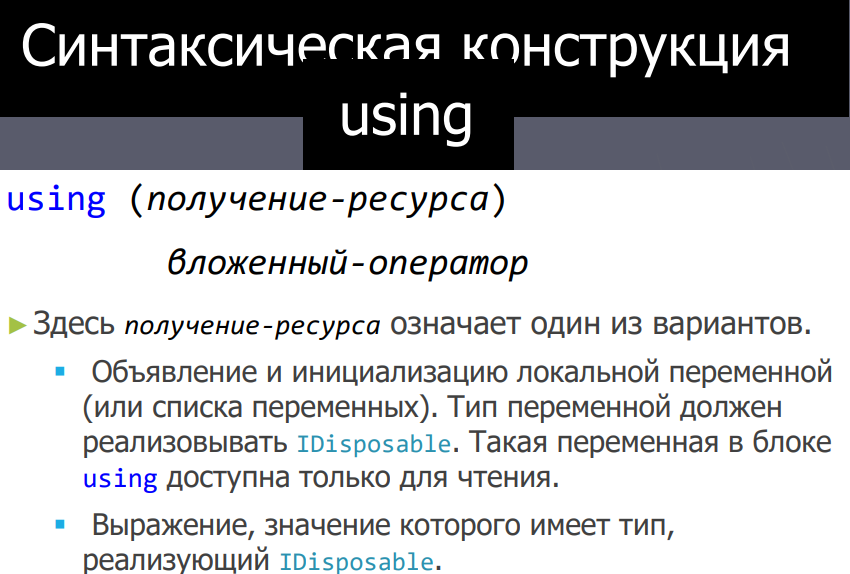 Синтаксическая конструкция
using
using (получение-ресурса)
вложенный-оператор
►Здесь получение-ресурса означает один из вариантов.
▪ Объявление и инициализацию локальной переменной
(или списка переменных). Тип переменной должен
реализовывать IDisposable. Такая переменная в блоке
using доступна только для чтения.
▪ Выражение, значение которого имеет тип,
реализующий IDisposable.